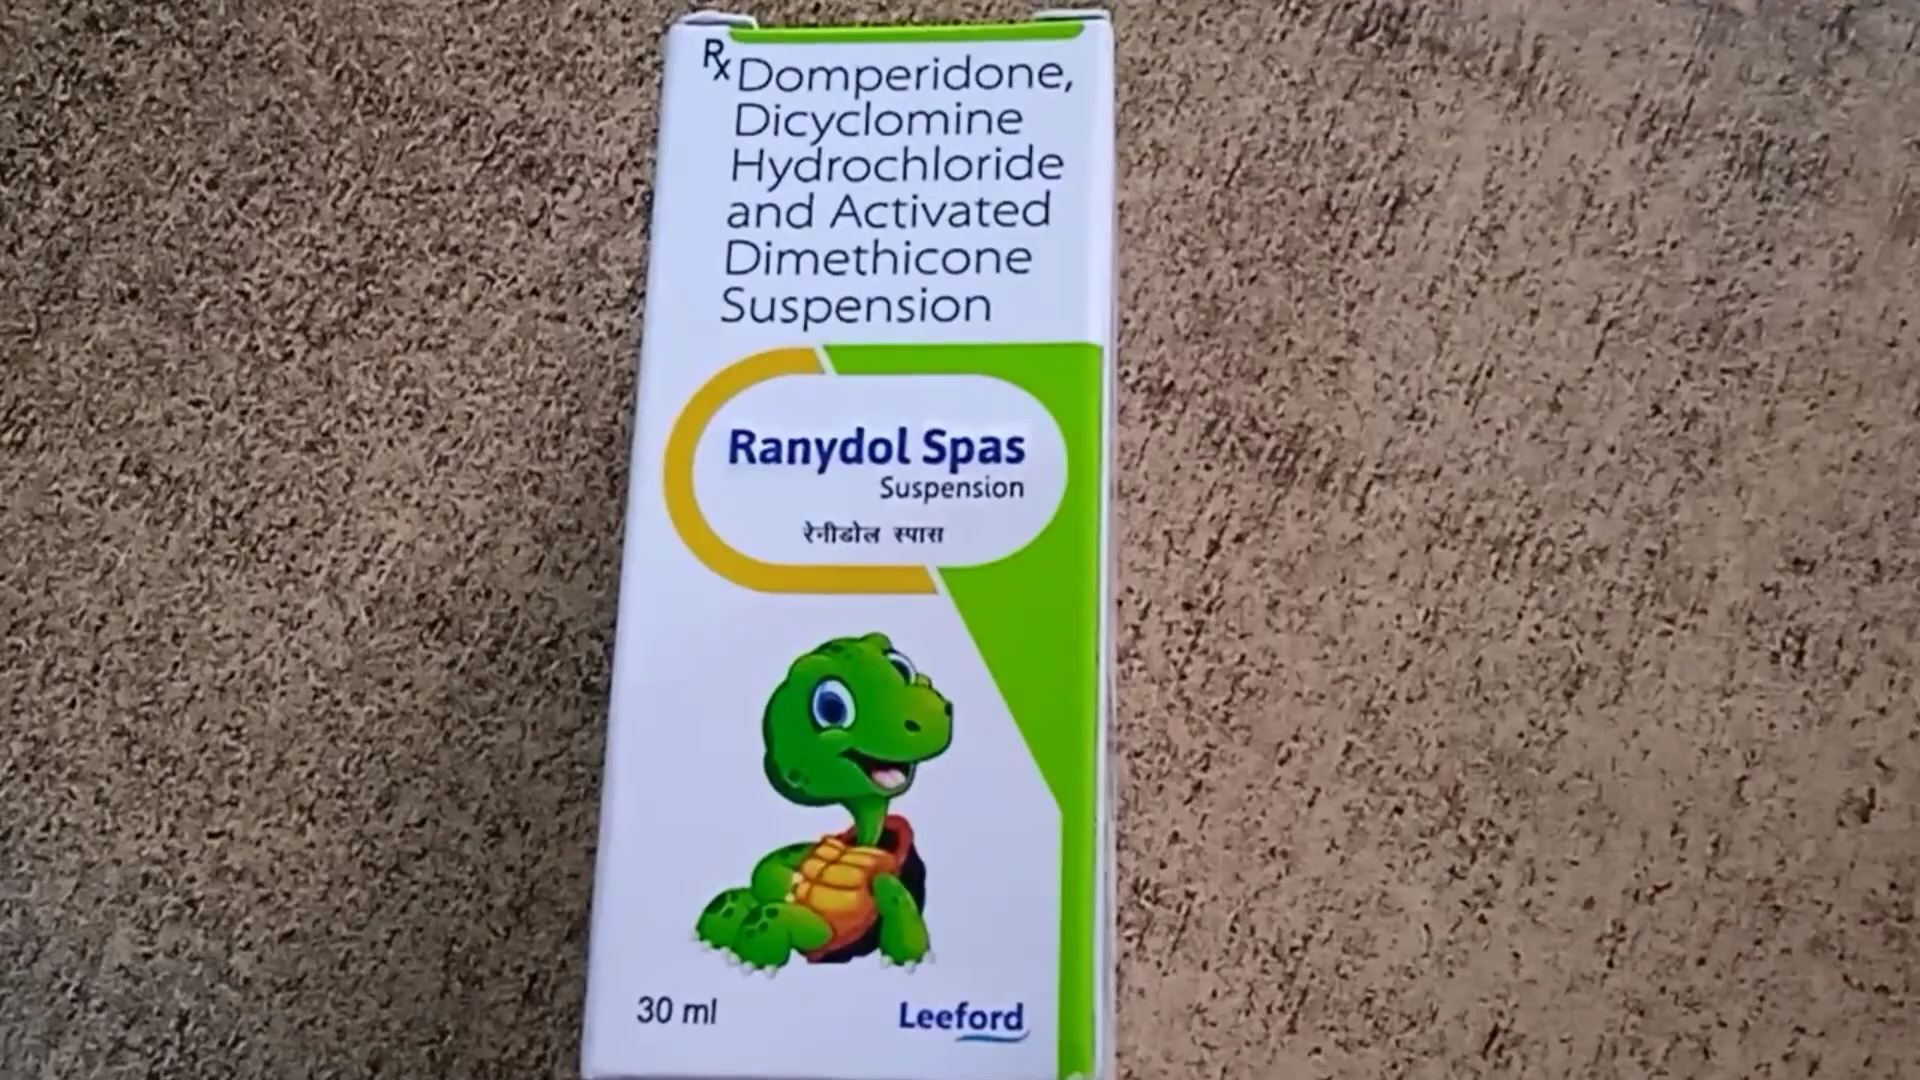 Rx Domperidone,
Dicyclomine
Hydrochloride
and Activated
Dimethicone
Suspension
Ranydol Spas
Suspension
रेनीडोल स्पास
30 ml
Leeford